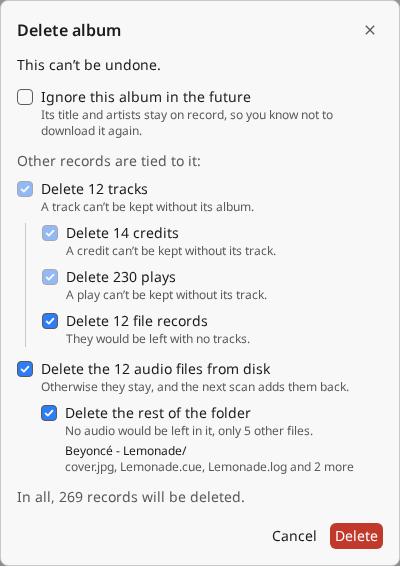 Delete album
This can’t be undone.
Ignore this album in the future
Its title and artists stay on record, so you know not to
download it again.
Other records are tied to it:
Delete 12 tracks
A track can’t be kept without its album.
Delete 14 credits
A credit can’t be kept without its track.
Delete 230 plays
A play can’t be kept without its track.
Delete 12 file records
They would be left with no tracks.
Delete the 12 audio files from disk
Otherwise they stay, and the next scan adds them back.
Delete the rest of the folder
No audio would be left in it, only 5 other files.
Beyoncé - Lemonade/
cover.jpg, Lemonade.cue, Lemonade.log and 2 more
In all, 269 records will be deleted.
Cancel Delete